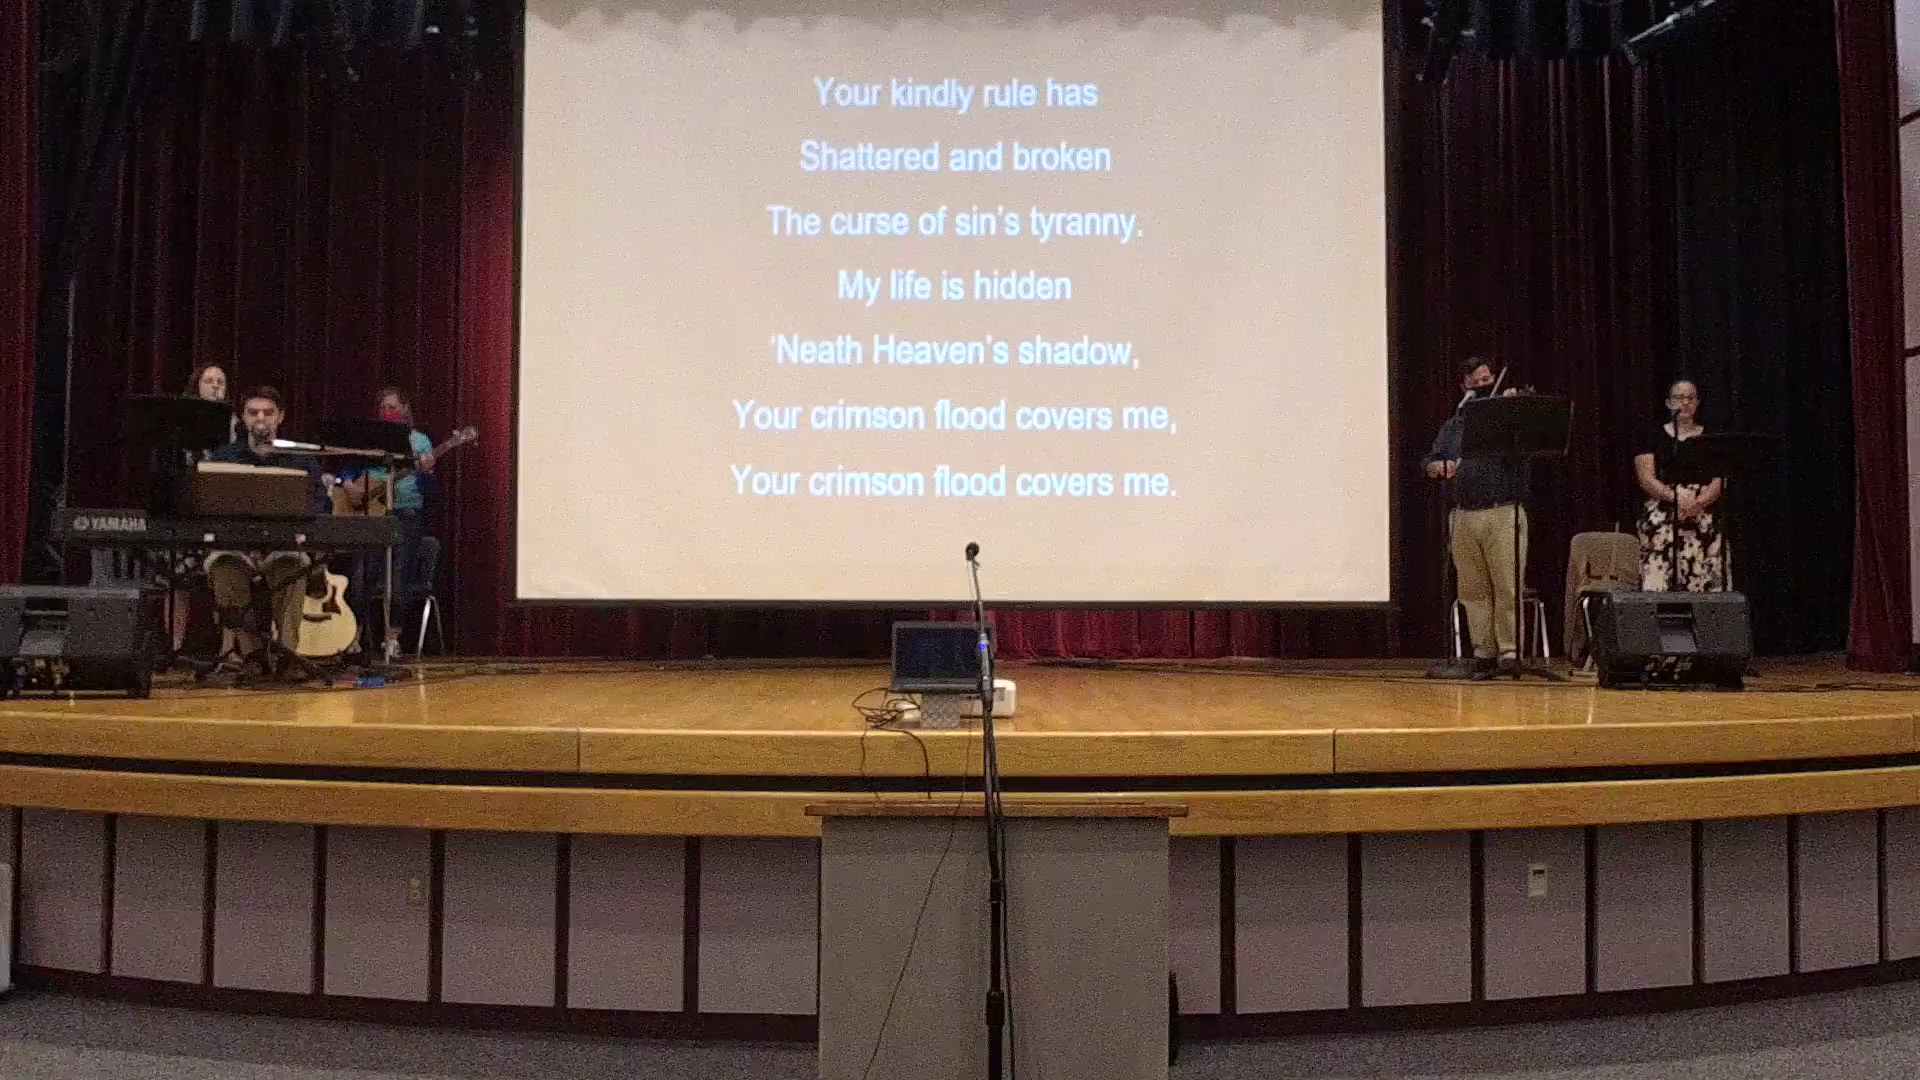 Your kindly rule has
Shattered and broken
The curse of sin's tyranny.
My life is hidden
'Neath Heaven's shadow,
Your crimson flood covers me,
Your crimson flood covers me.
YAMAHA